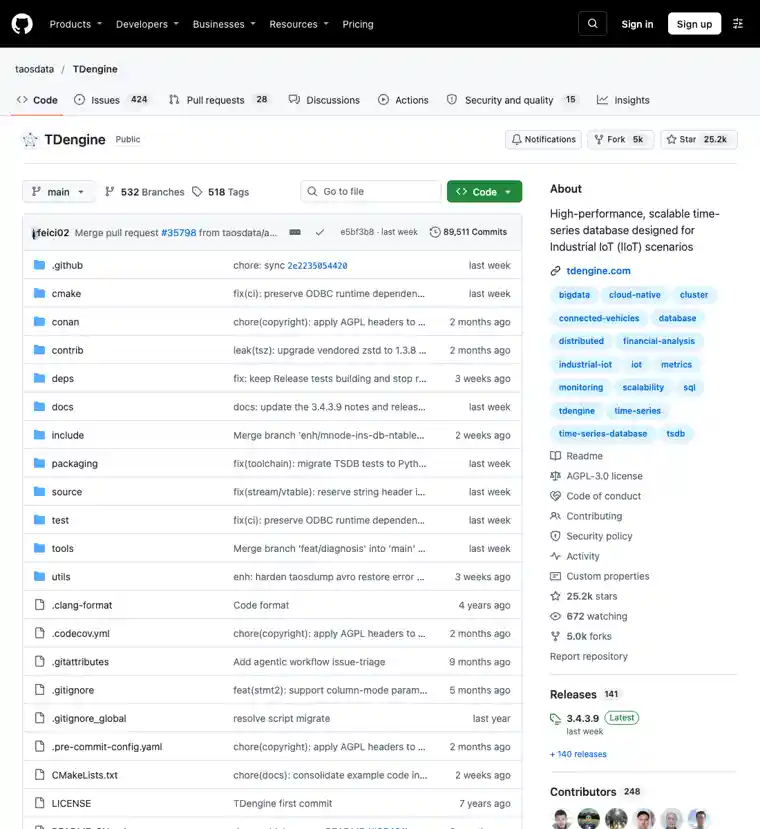 Products Developers Businesses Resources Pricing Sign in Sign up
taosdata / TDengine
Code Issues 424 Pull requests 28 Discussions Actions Security and quality 15 Insights
TDengine Public Notifications Fork 5k Star 25.2k
main 532 Branches 518 Tags Go to file Code
feici02 Merge pull request #35798 from taosdata/a... e5bf3b8 · last week 89,511 Commits
.github chore: sync 2e2235054420 last week
cmake fix(ci): preserve ODBC runtime dependen... last week
conan chore(copyright): apply AGPL headers to ... 2 months ago
contrib leak(tsz): upgrade vendored zstd to 1.3.8 ... 2 months ago
deps fix: keep Release tests building and stop r... 3 weeks ago
docs docs: update the 3.4.3.9 notes and releas... last week
include Merge branch 'enh/mnode-ins-db-ntable... 2 weeks ago
packaging fix(toolchain): migrate TSDB tests to Pyth... last week
source fix(stream/vtable): reserve string header i... last week
test fix(ci): preserve ODBC runtime dependen... last week
tools Merge branch 'feat/diagnosis' into 'main' ... last week
utils enh: harden taosdump avro restore error ... 3 weeks ago
.clang-format Code format 4 years ago
.codecov.yml chore(copyright): apply AGPL headers to ... 2 months ago
.gitattributes Add agentic workflow issue-triage 9 months ago
.gitignore feat(stmt2): support column-mode param... 5 months ago
.gitignore_global resolve script migrate last year
.pre-commit-config.yaml chore(copyright): apply AGPL headers to ... 2 months ago
CMakeLists.txt chore(docs): consolidate example code in... 2 weeks ago
LICENSE TDengine first commit 7 years ago
About
High-performance, scalable time-
series database designed for
Industrial IoT (IIoT) scenarios
tdengine.com
bigdata cloud-native cluster
connected-vehicles database
distributed financial-analysis
industrial-iot iot metrics
monitoring scalability sql
tdengine time-series
time-series-database tsdb
Readme
AGPL-3.0 license
Code of conduct
Contributing
Security policy
Activity
Custom properties
25.2k stars
672 watching
5.0k forks
Report repository
Releases 141
3.4.3.9 Latest
last week
+ 140 releases
Contributors 248